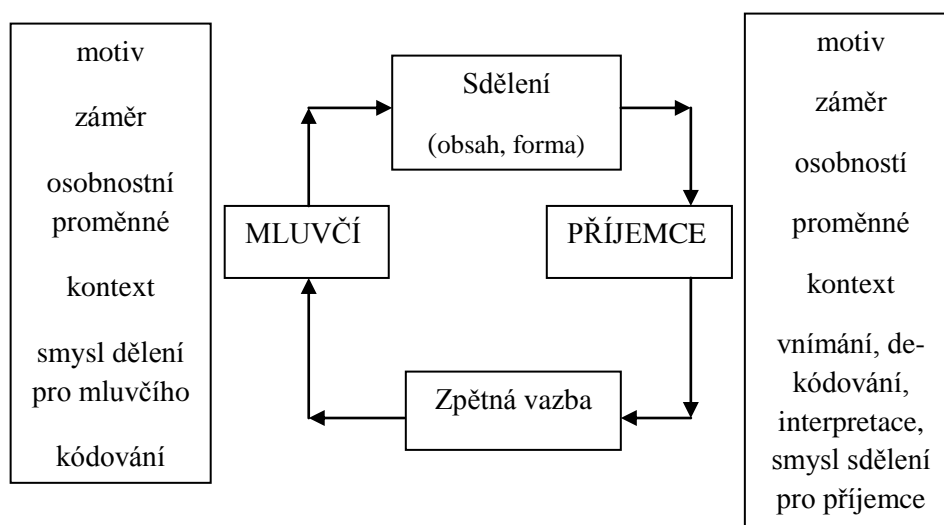 motiv
záměr
osobnostní
proměnné
kontext
smysl dělení
pro mluvčího
kódování
Sdělení
(obsah, forma)
MLUVČÍ
PŘÍJEMCE
Zpětná vazba
motiv
záměr
osobností
proměnné
kontext
vnímání, de-
kódování,
interpretace,
smysl sdělení
pro příjemce